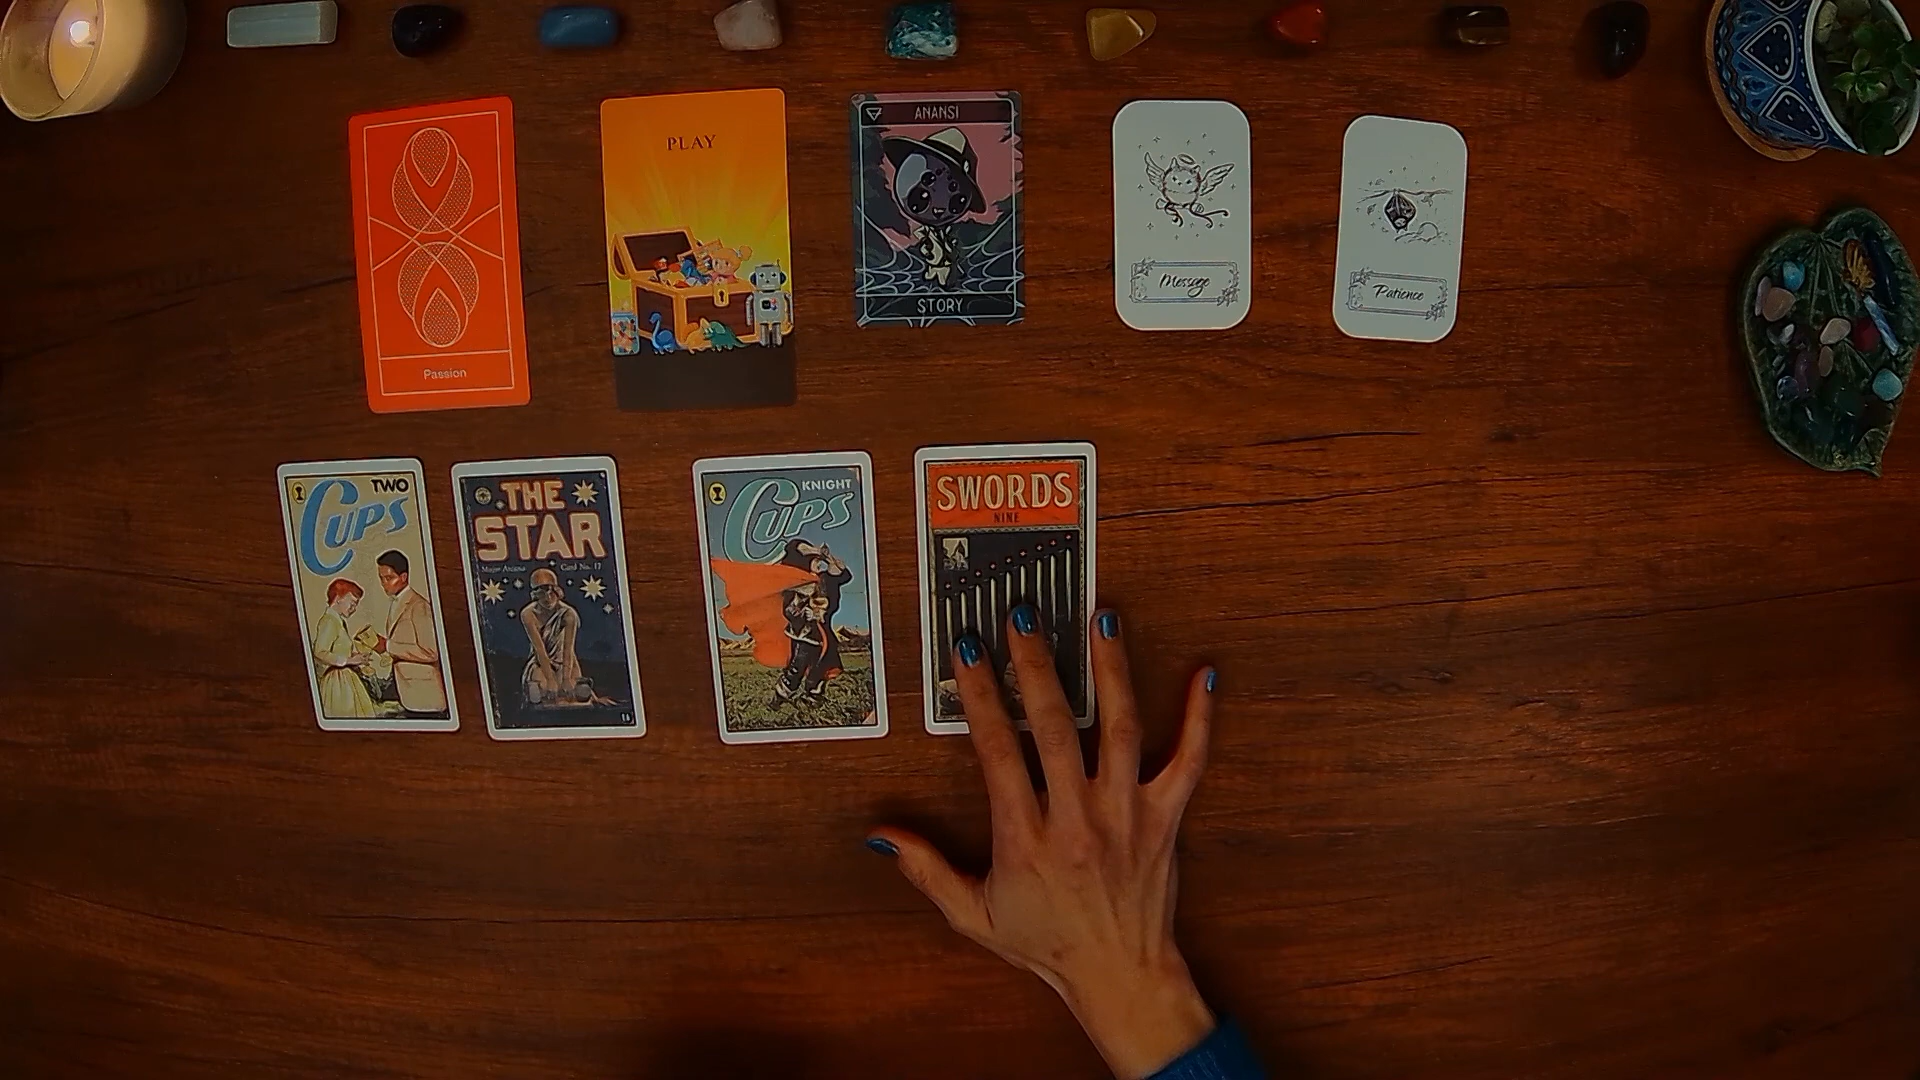 Passion
PLAY
ANANSI
STORY
Message
Patience
TWO
CUPS
THE
STAR
Major Arcana Card No. 17
KNIGHT
CUPS
SWORDS
NINE